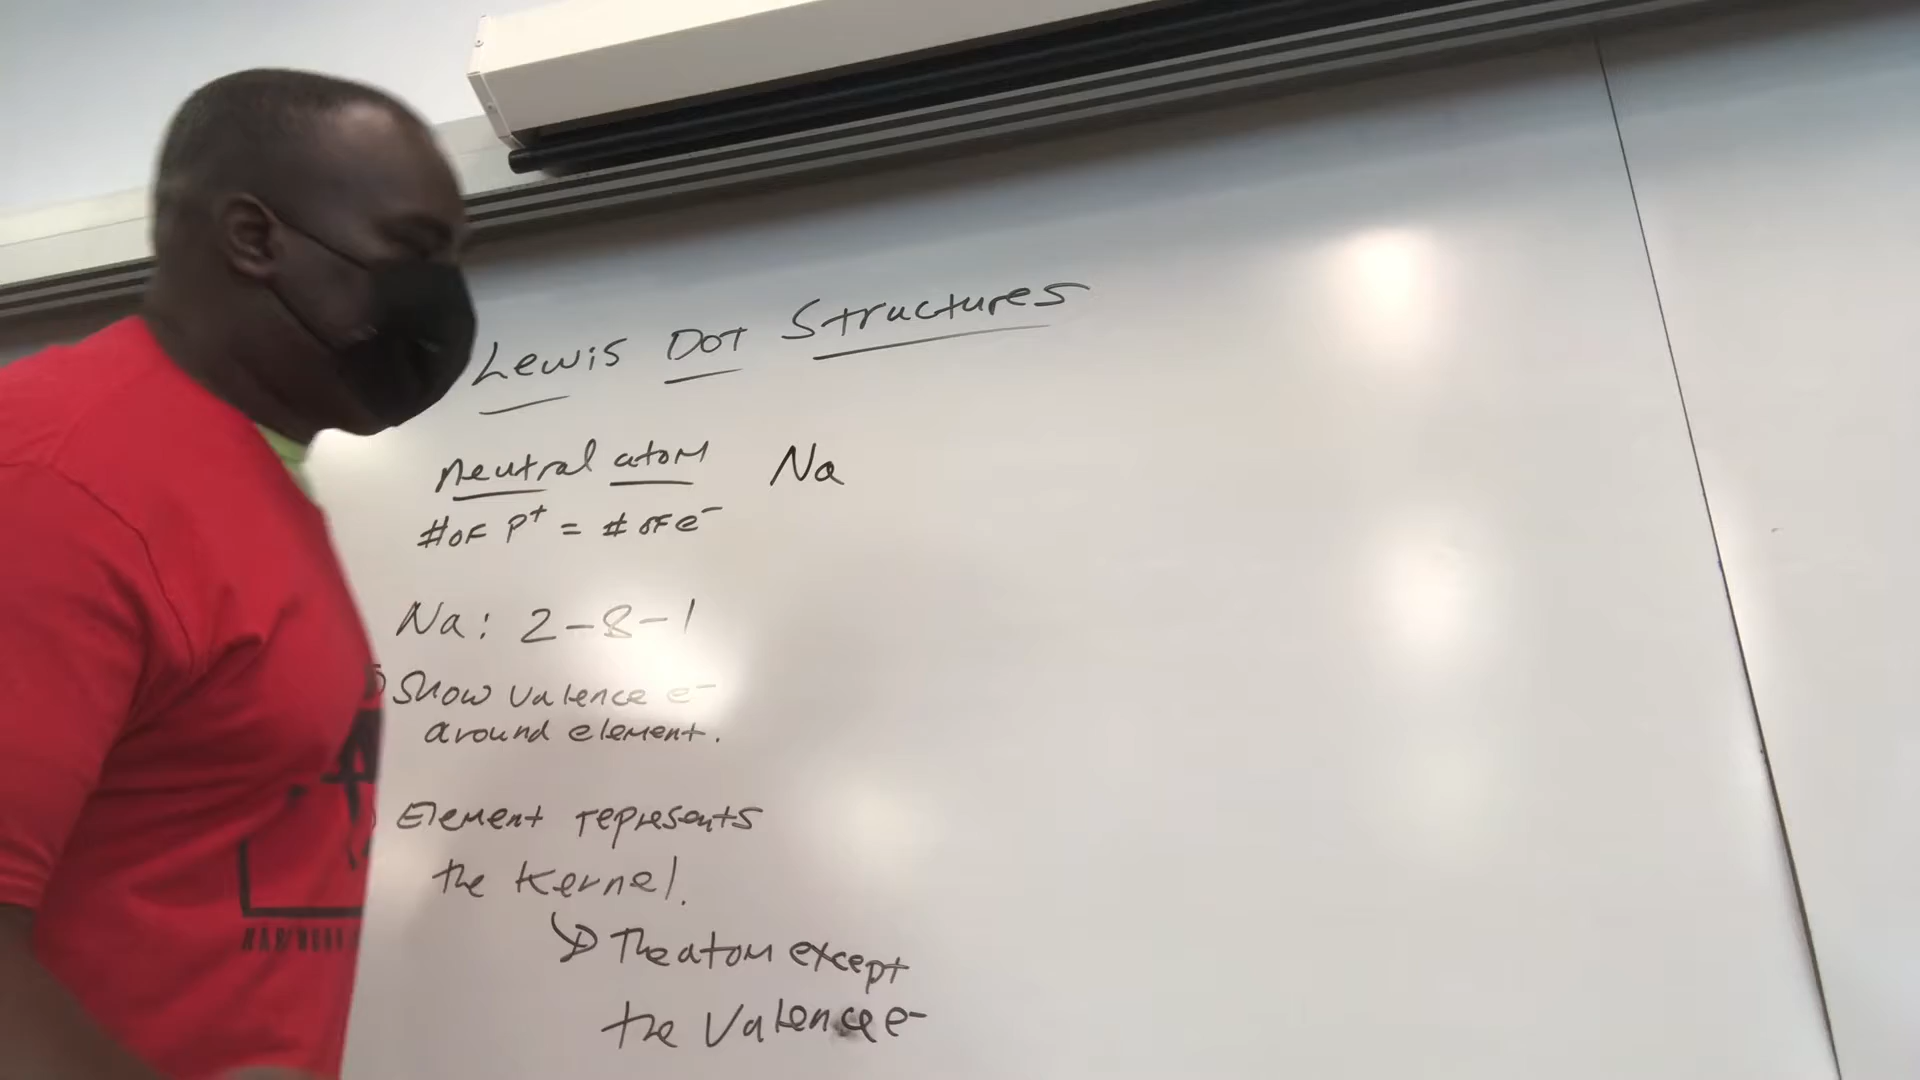 Lewis Dot Structures
neutral atom Na
#of P+ = # of e-
Na: 2-8-1
Show valence e-
around element.
Element represents
the kernel.
The atom except
the valence e-